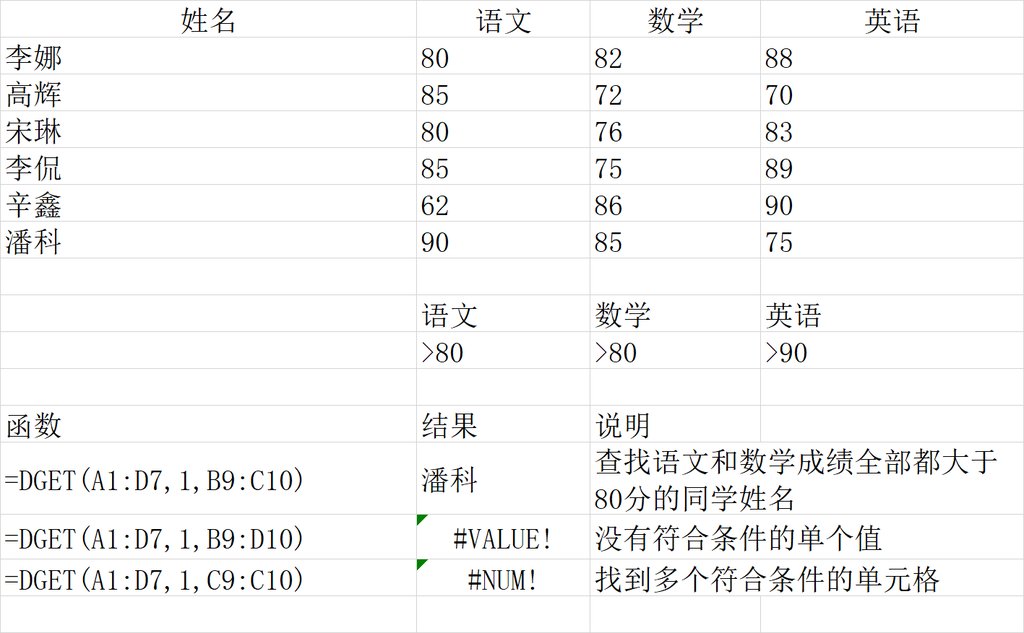 姓名 语文 数学 英语
李娜 80 82 88
高辉 85 72 70
宋琳 80 76 83
李侃 85 75 89
辛鑫 62 86 90
潘科 90 85 75
语文 数学 英语
>80 >80 >90
函数 结果 说明
=DGET(A1:D7,1,B9:C10) 潘科 查找语文和数学成绩全部都大于
80分的同学姓名
=DGET(A1:D7,1,B9:D10) #VALUE! 没有符合条件的单个值
=DGET(A1:D7,1,C9:C10) #NUM! 找到多个符合条件的单元格